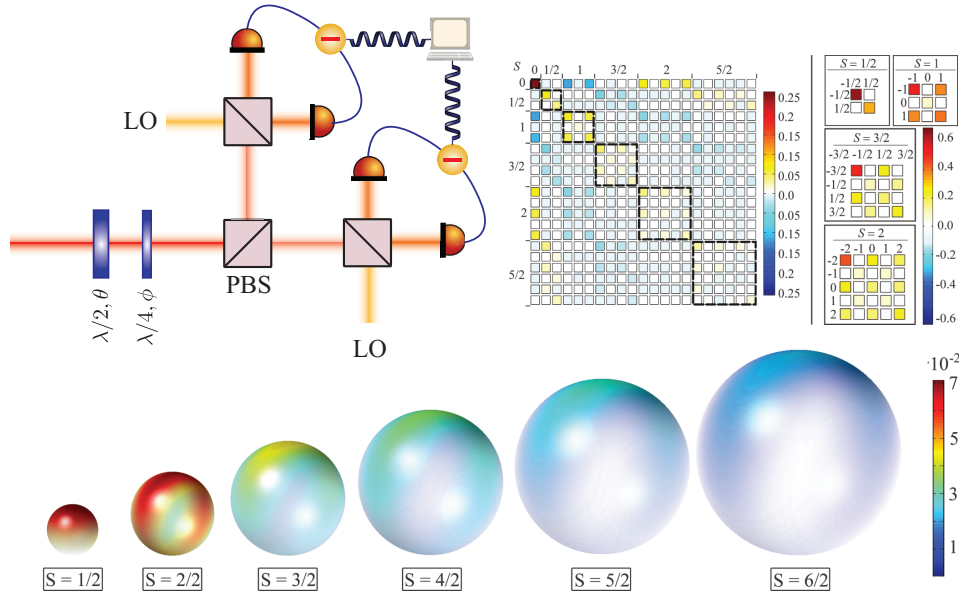 LO
λ/2, θ
λ/4, ϕ
PBS
LO
S 0 1/2 1 3/2 2 5/2
0
1/2
1
3/2
2
5/2
0.25
0.20
0.15
0.10
0.05
0.0
0.05
0.10
0.15
0.20
0.25
S = 1/2
-1/2 1/2
-1/2
1/2
S = 1
-1 0 1
-1
0
1
S = 3/2
-3/2 -1/2 1/2 3/2
-3/2
-1/2
1/2
3/2
S = 2
-2 -1 0 1 2
-2
-1
0
1
2
0.6
0.4
0.2
0.0
-0.2
-0.4
-0.6
·10⁻²
7
5
3
1
S = 1/2
S = 2/2
S = 3/2
S = 4/2
S = 5/2
S = 6/2